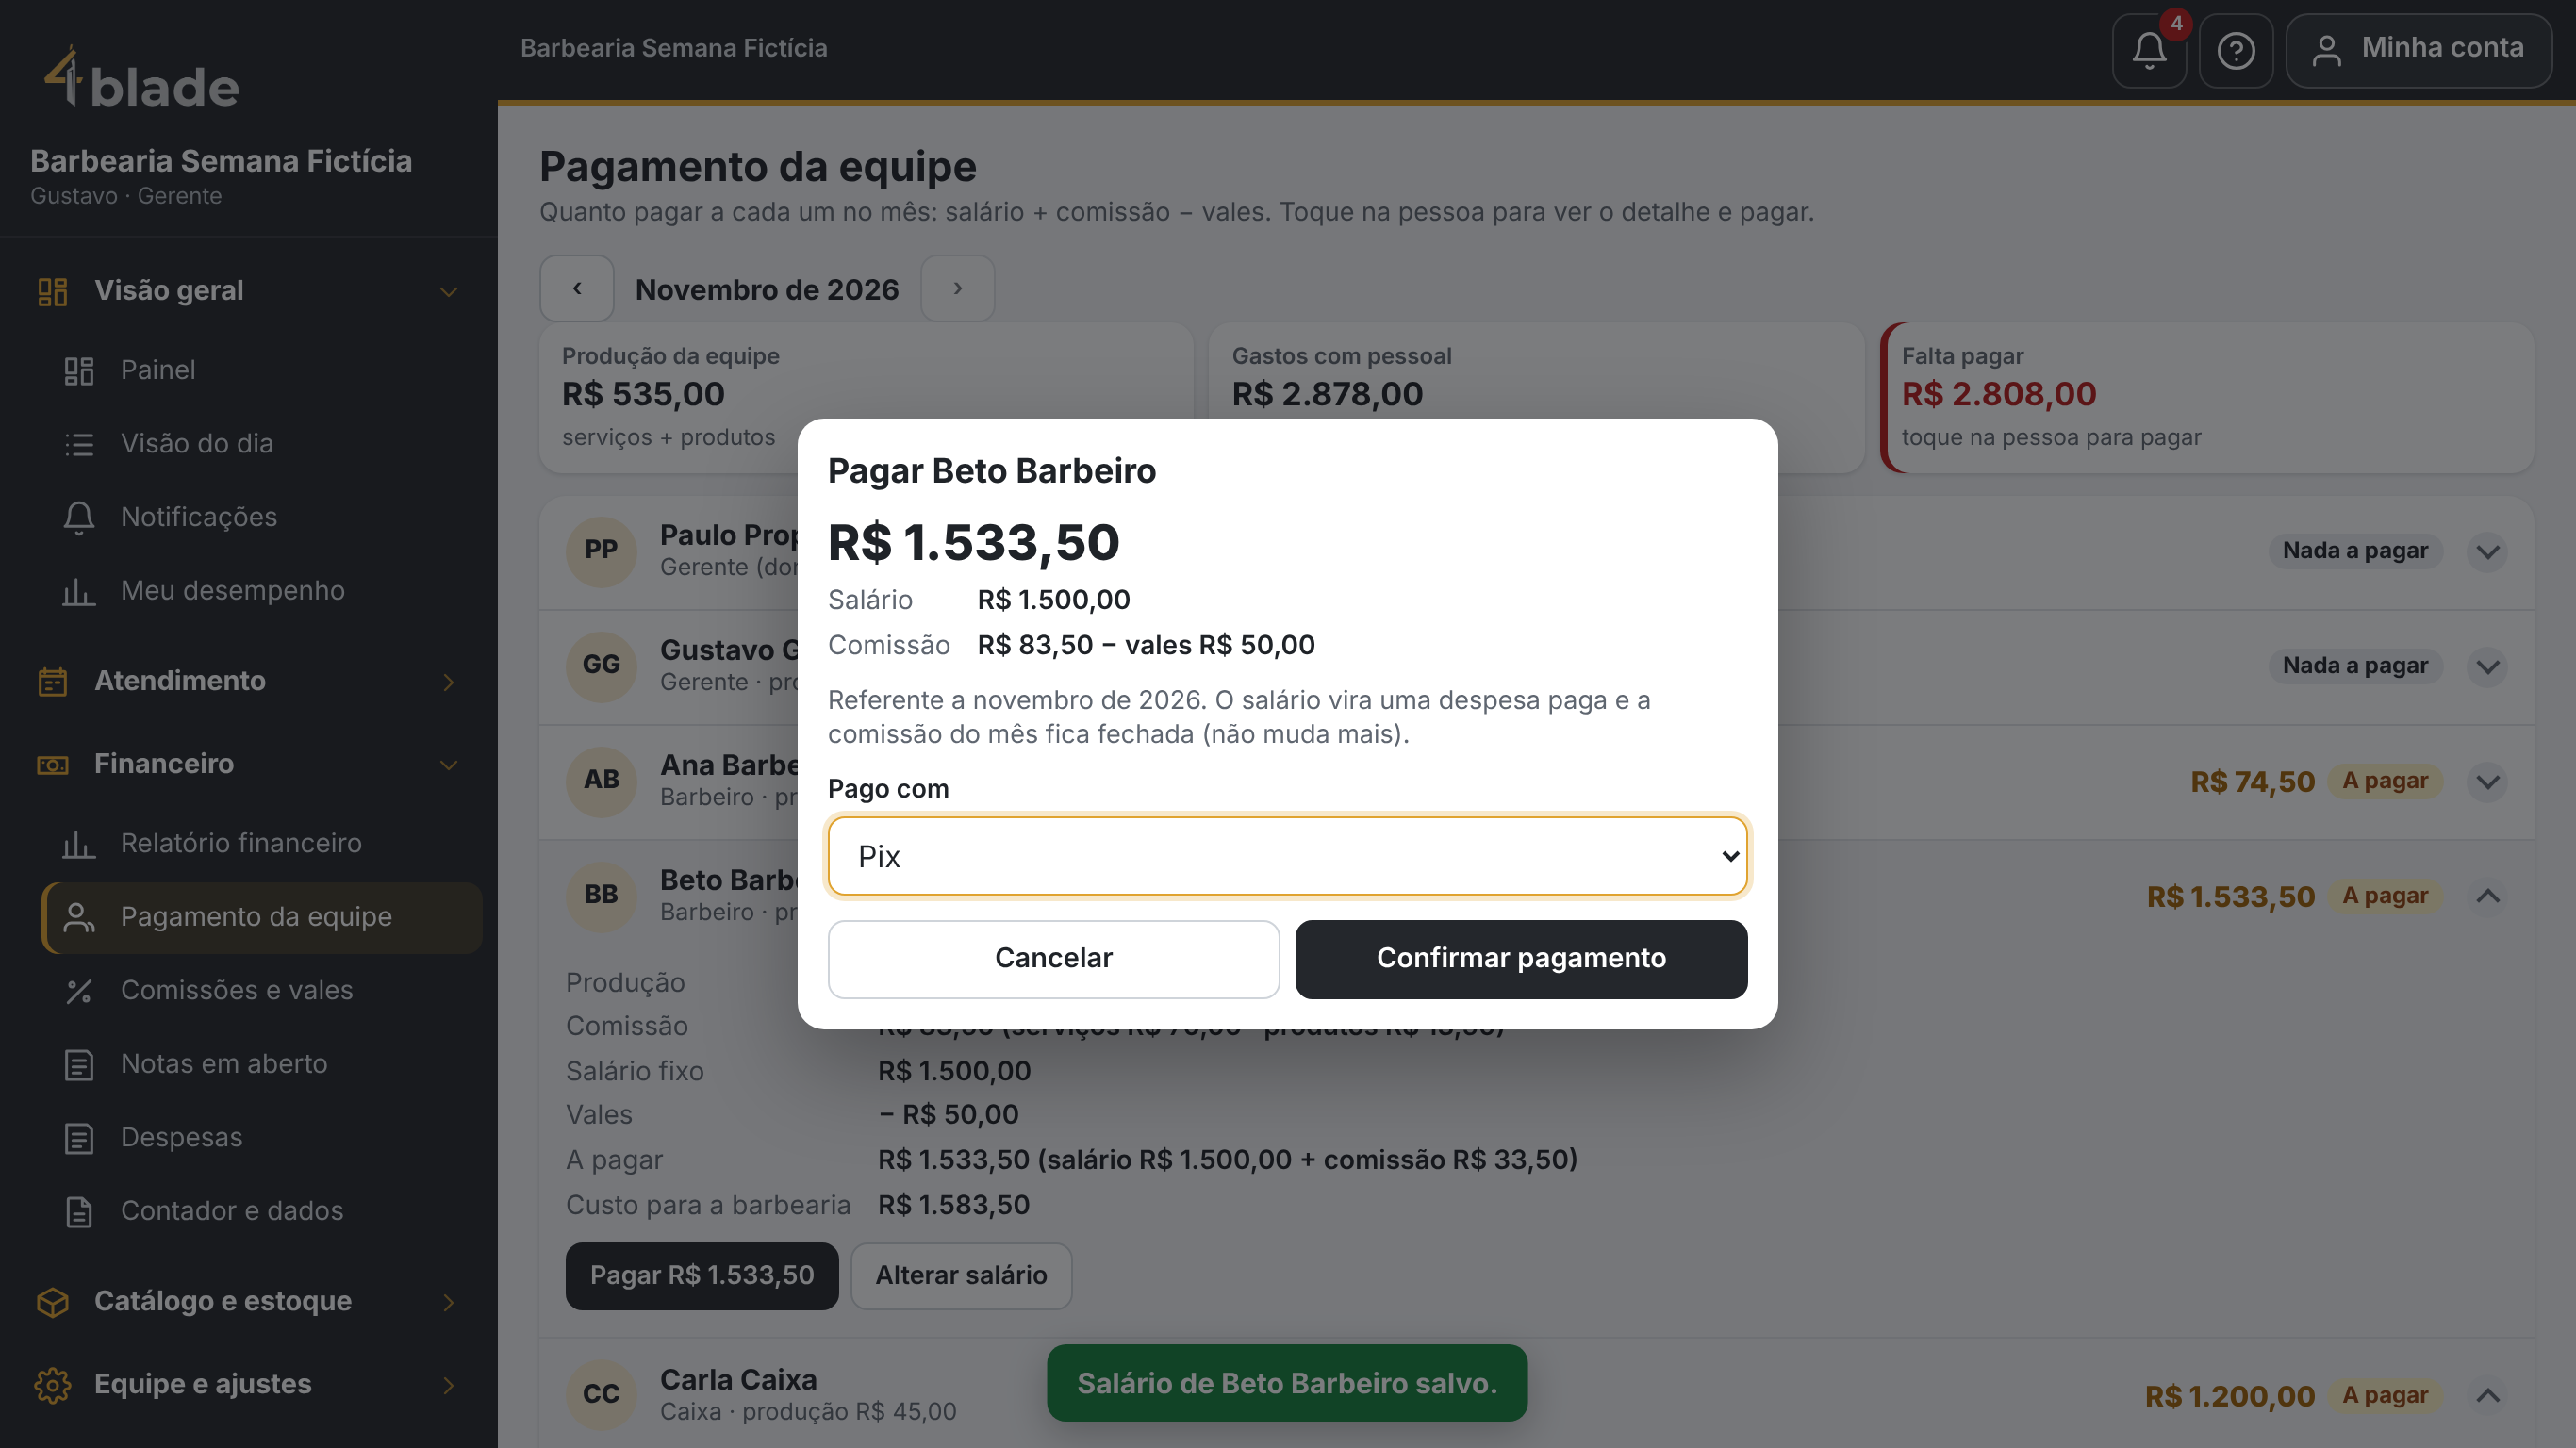 4blade
Barbearia Semana Fictícia
Gustavo · Gerente
Visão geral
Painel
Visão do dia
Notificações
Meu desempenho
Atendimento
Financeiro
Relatório financeiro
Pagamento da equipe
Comissões e vales
Notas em aberto
Despesas
Contador e dados
Catálogo e estoque
Equipe e ajustes
Barbearia Semana Fictícia
4
Minha conta
Pagamento da equipe
Quanto pagar a cada um no mês: salário + comissão − vales. Toque na pessoa para ver o detalhe e pagar.
‹ Novembro de 2026 ›
Produção da equipe
R$ 535,00
serviços + produtos
Gastos com pessoal
R$ 2.878,00
Falta pagar
R$ 2.808,00
toque na pessoa para pagar
PP Paulo
Gerente
Nada a pagar
GG Gustavo
Gerente ·
Nada a pagar
AB Ana
Barbeiro ·
R$ 74,50 A pagar
BB Beto
Barbeiro ·
R$ 1.533,50 A pagar
Pagar Beto Barbeiro
R$ 1.533,50
Salário R$ 1.500,00
Comissão R$ 83,50 − vales R$ 50,00
Referente a novembro de 2026. O salário vira uma despesa paga e a
comissão do mês fica fechada (não muda mais).
Pago com
Pix
Cancelar
Confirmar pagamento
Produção
Comissão
Salário fixo R$ 1.500,00
Vales − R$ 50,00
A pagar R$ 1.533,50 (salário R$ 1.500,00 + comissão R$ 33,50)
Custo para a barbearia R$ 1.583,50
Pagar R$ 1.533,50
Alterar salário
CC Carla Caixa
Caixa · produção R$ 45,00
R$ 1.200,00 A pagar
Salário de Beto Barbeiro salvo.